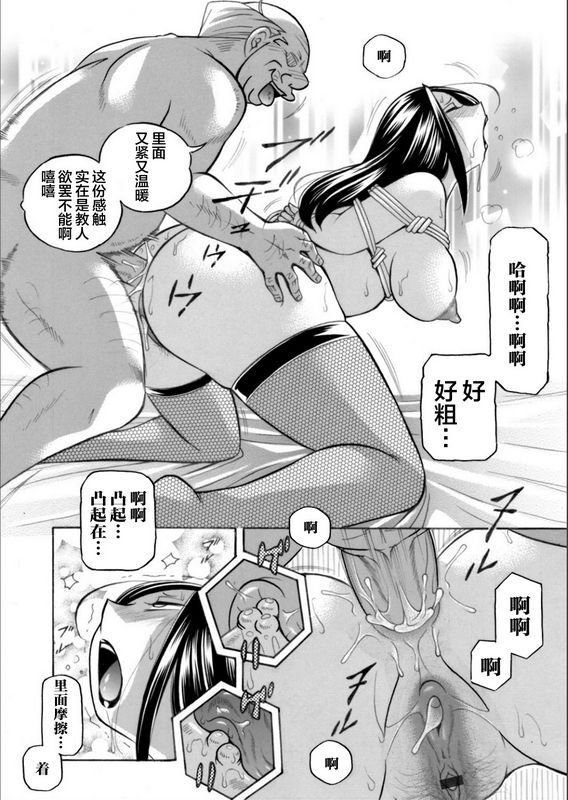 啊
里面
又紧又温
暖
这份感触
实在是教人
欲罢不能啊
嘻嘻
哈啊啊…啊啊
好
好粗…
啊啊
凸起…
凸起在…
啊
啊啊
啊
里面摩擦…
着
啊